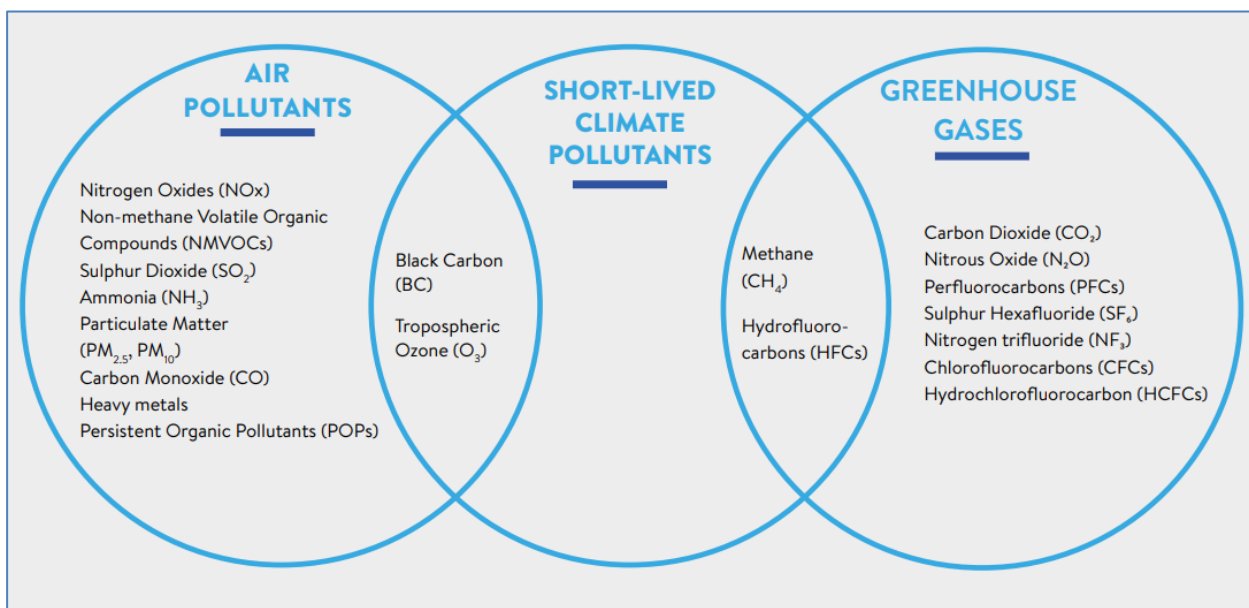 AIR
POLLUTANTS
Nitrogen Oxides (NOx)
Non-methane Volatile Organic
Compounds (NMVOCs)
Sulphur Dioxide (SO₂)
Ammonia (NH₃)
Particulate Matter
(PM₂.₅, PM₁₀)
Carbon Monoxide (CO)
Heavy metals
Persistent Organic Pollutants (POPs)
Black Carbon
(BC)
Tropospheric
Ozone (O₃)
SHORT-LIVED
CLIMATE
POLLUTANTS
Methane
(CH₄)
Hydrofluoro-
carbons (HFCs)
GREENHOUSE
GASES
Carbon Dioxide (CO₂)
Nitrous Oxide (N₂O)
Perfluorocarbons (PFCs)
Sulphur Hexafluoride (SF₆)
Nitrogen trifluoride (NF₃)
Chlorofluorocarbons (CFCs)
Hydrochlorofluorocarbon (HCFCs)